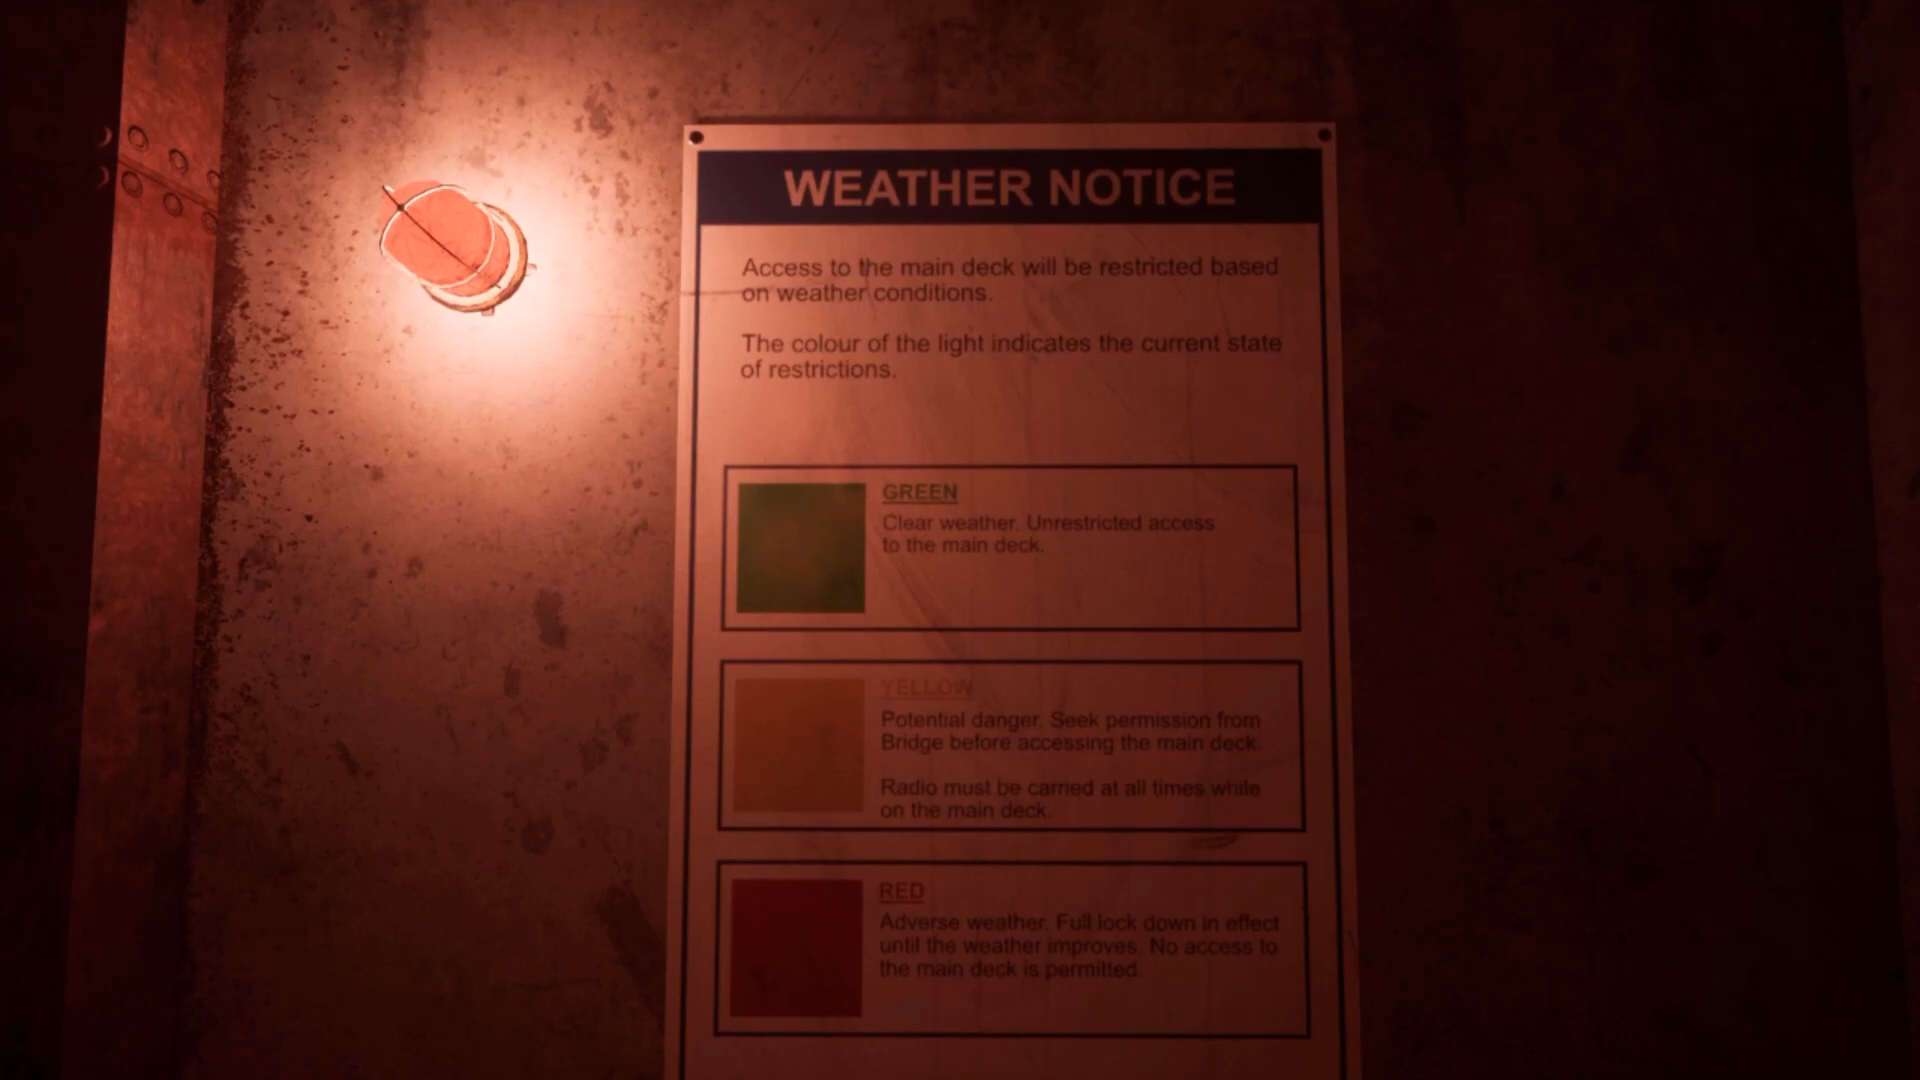 WEATHER NOTICE
Access to the main deck will be restricted based
on weather conditions.
The colour of the light indicates the current state
of restrictions.
GREEN
Clear weather. Unrestricted access
to the main deck.
YELLOW
Potential danger. Seek permission from
Bridge before accessing the main deck.
Radio must be carried at all times while
on the main deck.
RED
Adverse weather. Full lock down in effect
until the weather improves. No access to
the main deck is permitted.